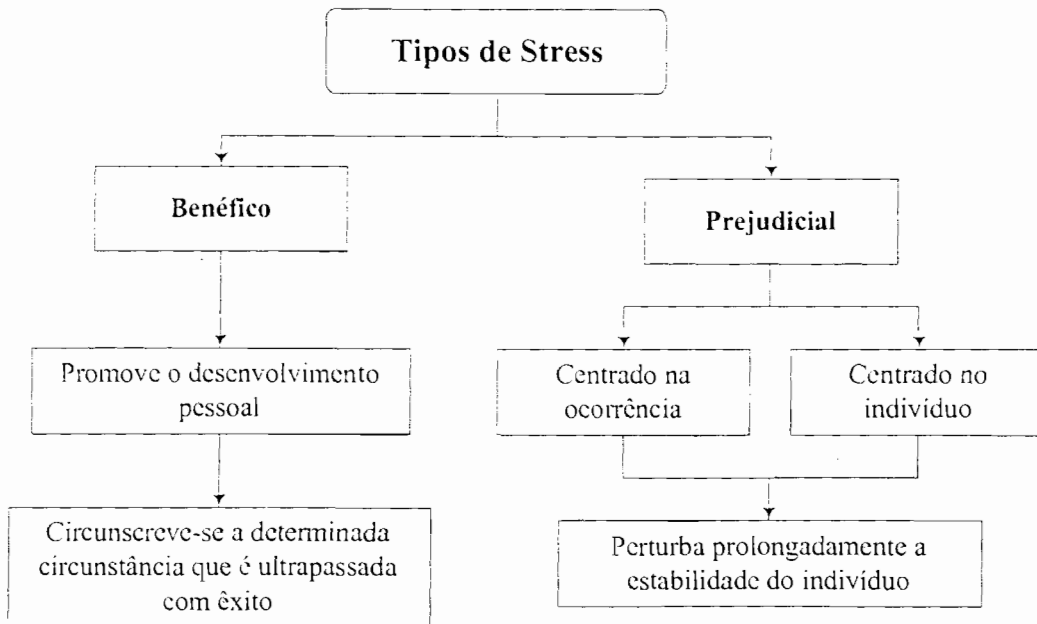 Tipos de Stress
Benéfico
Prejudicial
Promove o desenvolvimento
pessoal
Centrado na
ocorrência
Centrado no
indivíduo
Circunscreve-se a determinada
circunstância que é ultrapassada
com êxito
Perturba prolongadamente a
estabilidade do indivíduo